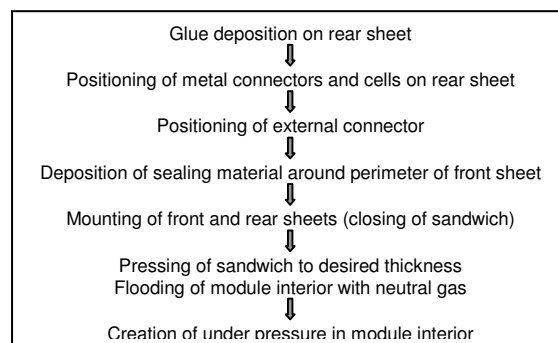 Glue deposition on rear sheet
Positioning of metal connectors and cells on rear sheet
Positioning of external connector
Deposition of sealing material around perimeter of front sheet
Mounting of front and rear sheets (closing of sandwich)
Pressing of sandwich to desired thickness
Flooding of module interior with neutral gas
Creation of under pressure in module interior